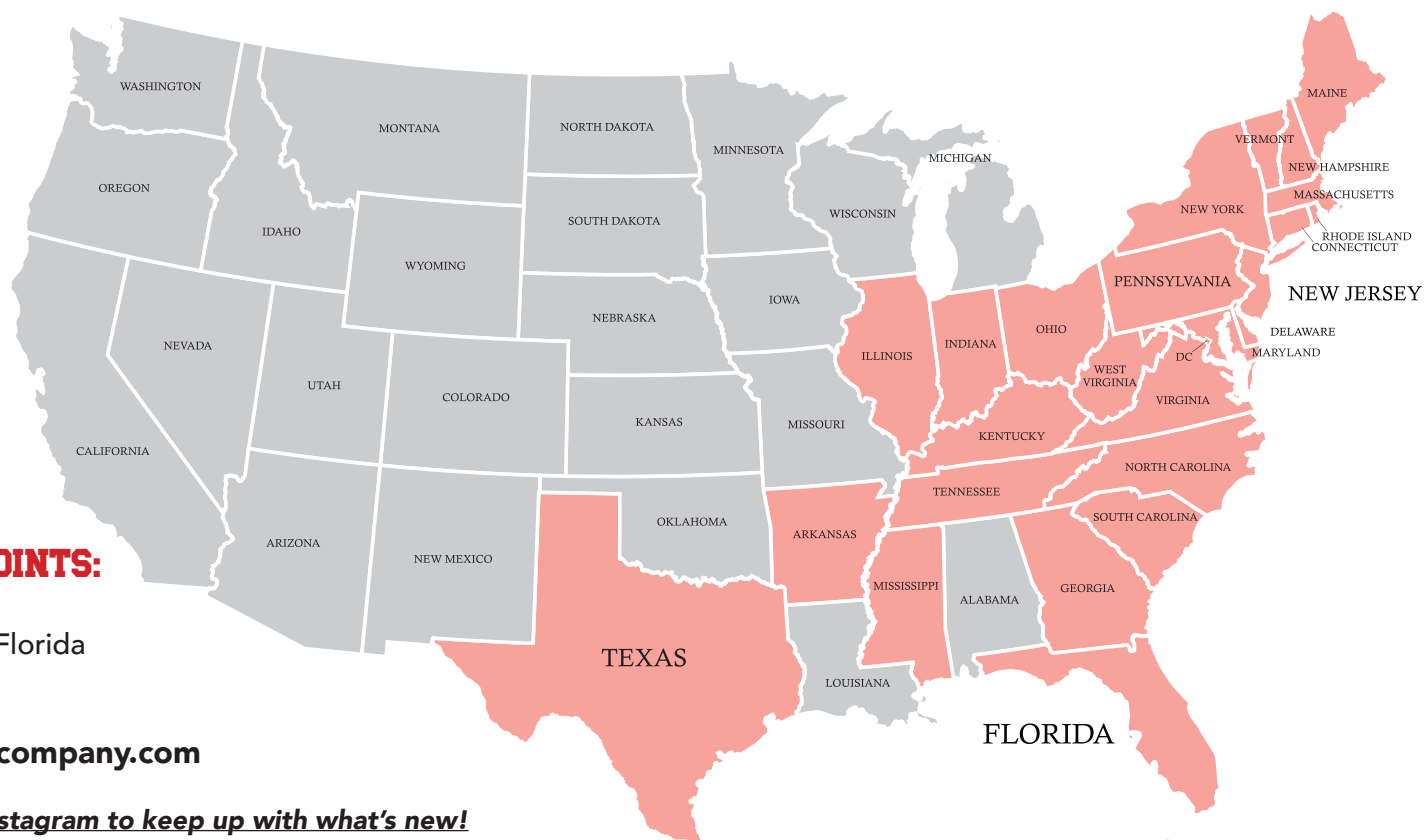 WASHINGTON
MONTANA
NORTH DAKOTA
MINNESOTA
MICHIGAN
MAINE
VERMONT
NEW HAMPSHIRE
MASSACHUSETTS
OREGON
IDAHO
SOUTH DAKOTA
WISCONSIN
NEW YORK
RHODE ISLAND
CONNECTICUT
WYOMING
IOWA
PENNSYLVANIA
NEW JERSEY
NEVADA
NEBRASKA
ILLINOIS
INDIANA
OHIO
DELAWARE
MARYLAND
DC
UTAH
COLORADO
KANSAS
MISSOURI
WEST
VIRGINIA
VIRGINIA
CALIFORNIA
KENTUCKY
NORTH CAROLINA
TENNESSEE
SOUTH CAROLINA
ARIZONA
NEW MEXICO
OKLAHOMA
ARKANSAS
MISSISSIPPI
ALABAMA
GEORGIA
OINTS:
Florida
TEXAS
LOUISIANA
FLORIDA
company.com
stagram to keep up with what's new!